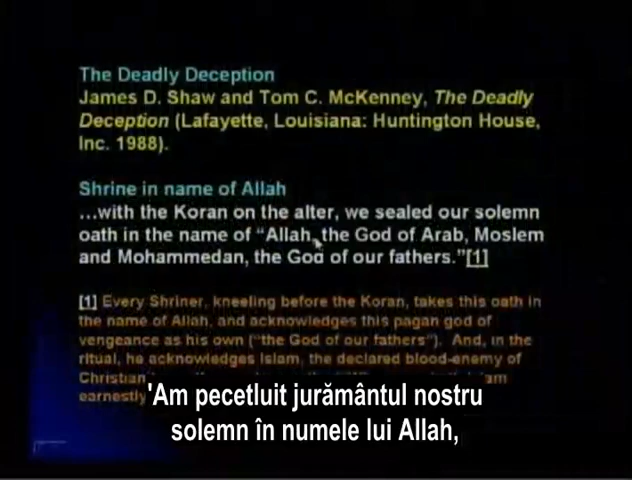 The Deadly Deception
James D. Shaw and Tom C. McKenney, The Deadly
Deception (Lafayette, Louisiana: Huntington House,
Inc. 1988).
Shrine in name of Allah
…with the Koran on the alter, we sealed our solemn
oath in the name of “Allah, the God of Arab, Moslem
and Mohammedan, the God of our fathers.”[1]
[1] Every Shriner, kneeling before the Koran, takes this oath in
the name of Allah, and acknowledges this pagan god of
vengeance as his own (“the God of our fathers”). And, in the
ritual, he acknowledges Islam, the declared blood-enemy of
Christian
earnestly
'Am pecetluit jurământul nostru
solemn în numele lui Allah,